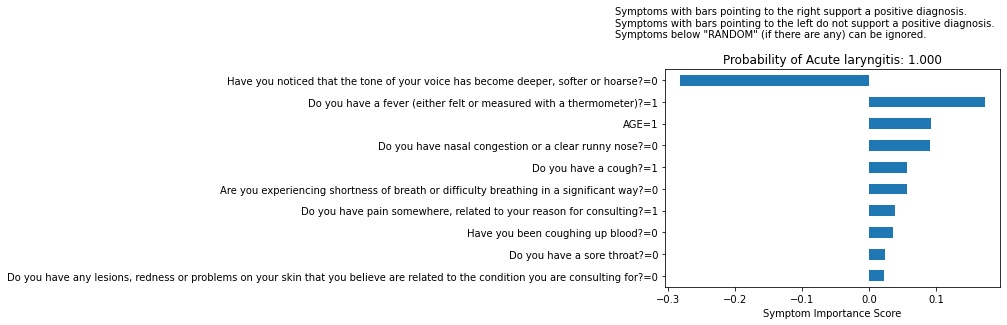 Symptoms with bars pointing to the right support a positive diagnosis.
Symptoms with bars pointing to the left do not support a positive diagnosis.
Symptoms below "RANDOM" (if there are any) can be ignored.
Probability of Acute laryngitis: 1.000
Have you noticed that the tone of your voice has become deeper, softer or hoarse?=0
Do you have a fever (either felt or measured with a thermometer)?=1
AGE=1
Do you have nasal congestion or a clear runny nose?=0
Do you have a cough?=1
Are you experiencing shortness of breath or difficulty breathing in a significant way?=0
Do you have pain somewhere, related to your reason for consulting?=1
Have you been coughing up blood?=0
Do you have a sore throat?=0
Do you have any lesions, redness or problems on your skin that you believe are related to the condition you are consulting for?=0
−0.3 −0.2 −0.1 0.0 0.1
Symptom Importance Score